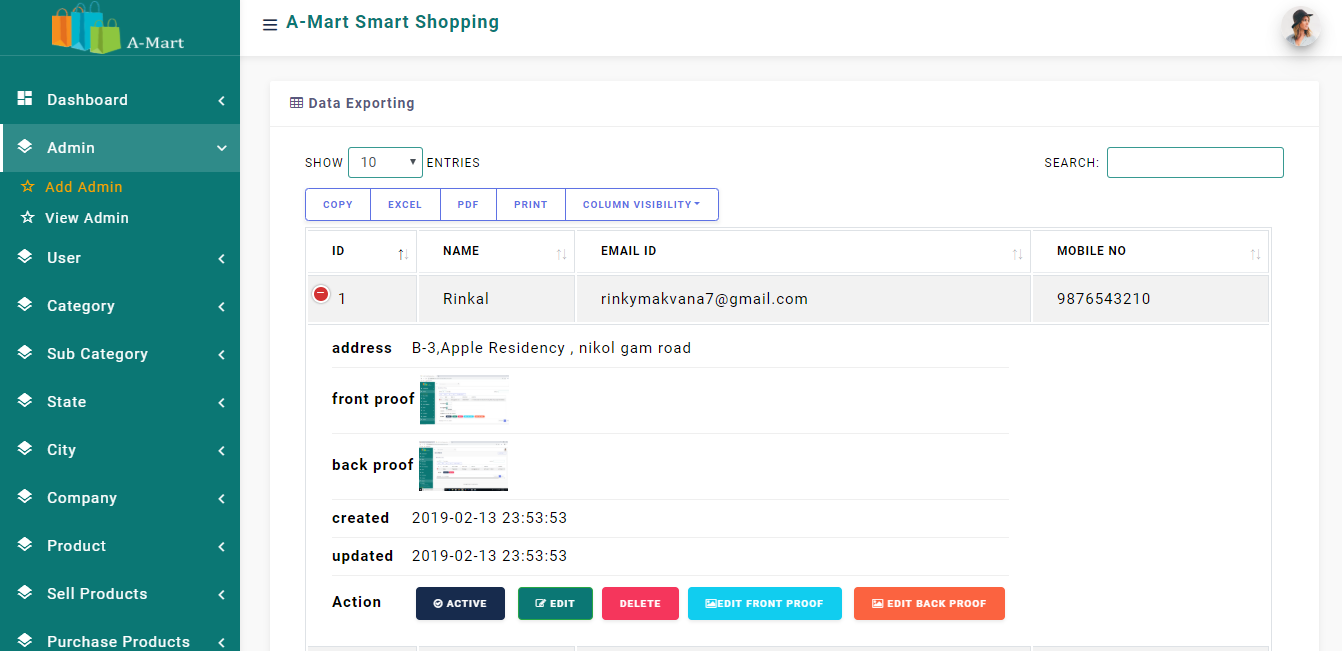 A-Mart
A-Mart Smart Shopping
Dashboard
Admin
Add Admin
View Admin
User
Category
Sub Category
State
City
Company
Product
Sell Products
Purchase Products
Data Exporting
SHOW 10 ENTRIES
SEARCH:
COPY EXCEL PDF PRINT COLUMN VISIBILITY
ID NAME EMAIL ID MOBILE NO
1 Rinkal rinkymakvana7@gmail.com 9876543210
address B-3,Apple Residency , nikol gam road
front proof
back proof
created 2019-02-13 23:53:53
updated 2019-02-13 23:53:53
Action ACTIVE EDIT DELETE EDIT FRONT PROOF EDIT BACK PROOF